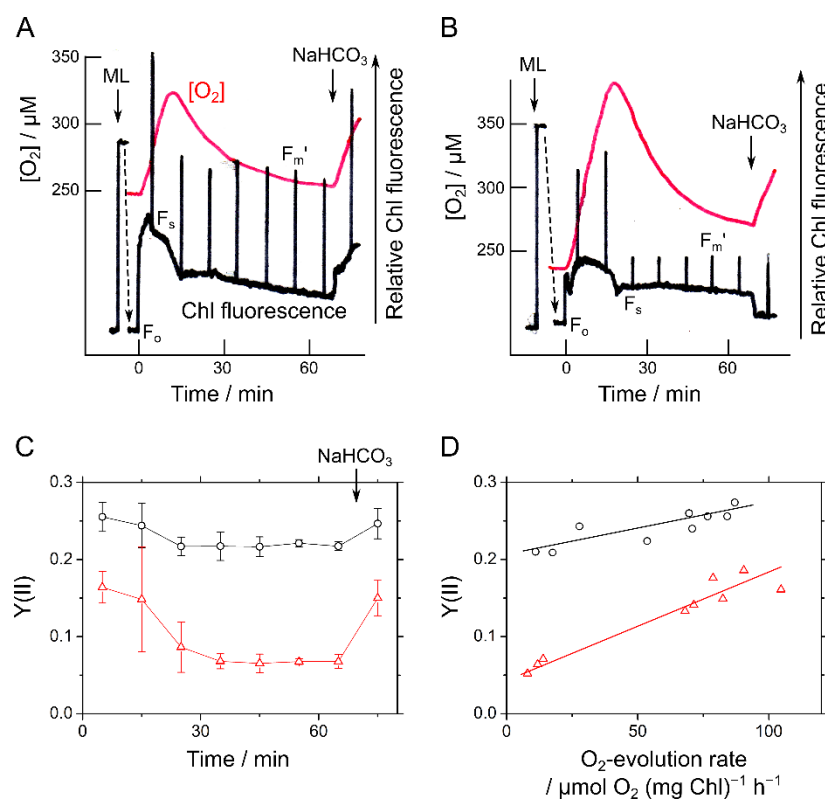 A
[O₂] / µM
350
300
250
ML
[O₂]
NaHCO₃
Fₘ'
Fₛ
Fₒ
Chl fluorescence
Relative Chl fluorescence
0
30
60
Time / min
B
[O₂] / µM
350
310
250
ML
NaHCO₃
Fₘ'
Fₛ
Fₒ
Relative Chl fluorescence
0
30
60
Time / min
C
Y(II)
0.3
0.2
0.1
0.0
NaHCO₃
0
30
60
Time / min
D
Y(II)
0.3
0.2
0.1
0.0
0
50
100
O₂-evolution rate
/ µmol O₂ (mg Chl)⁻¹ h⁻¹